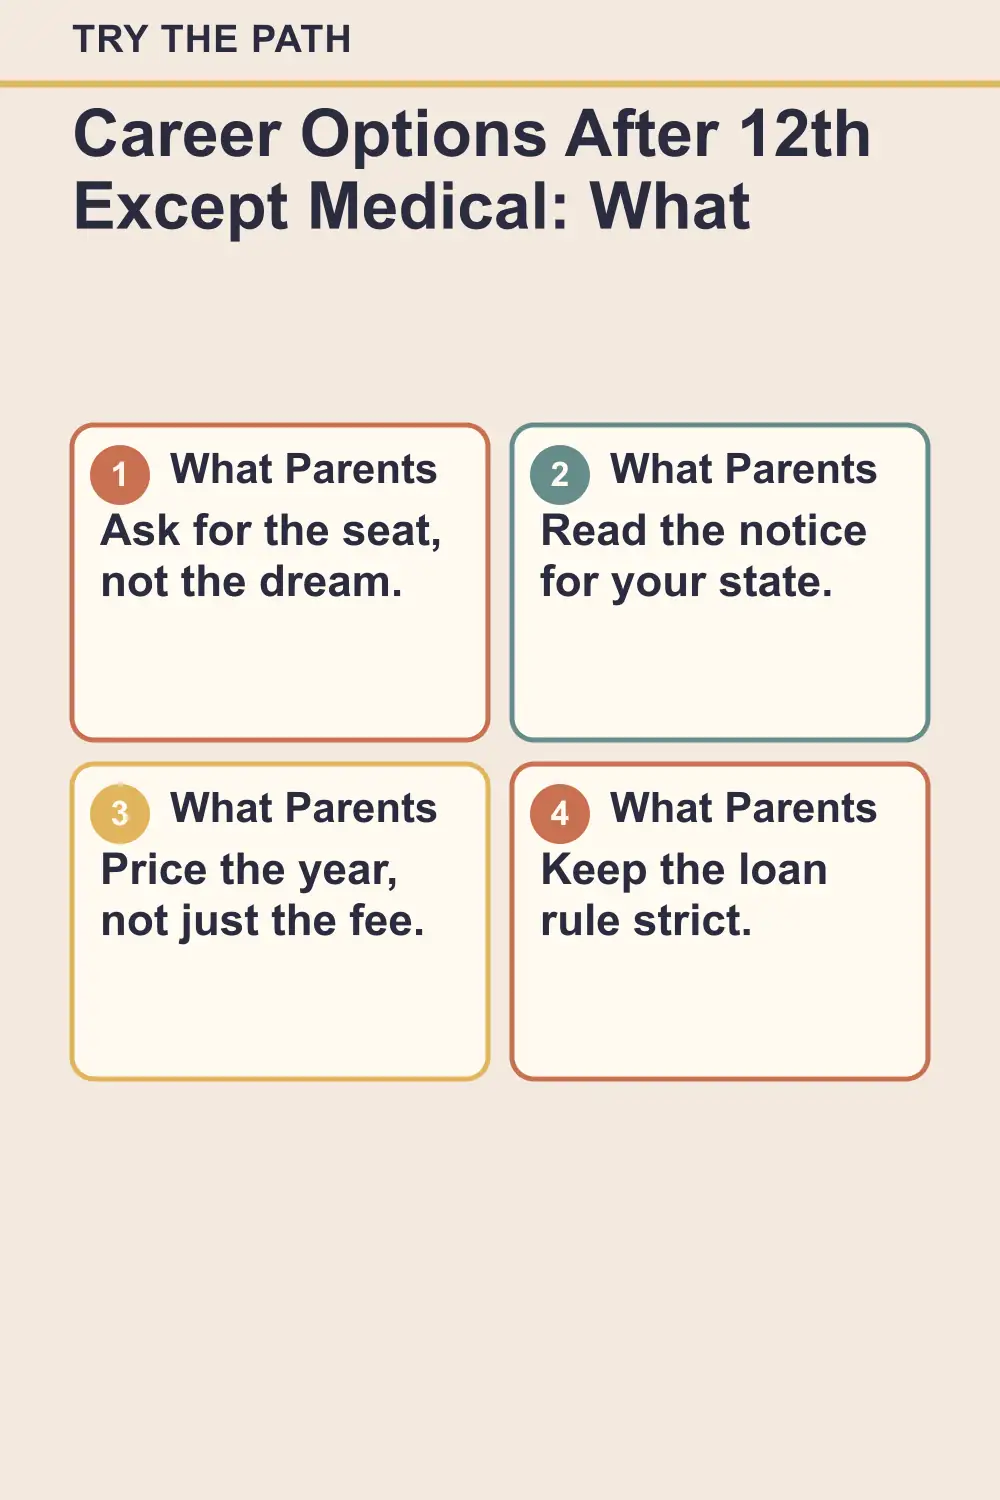 TRY THE PATH
Career Options After 12th
Except Medical: What
1 What Parents
Ask for the seat,
not the dream.
2 What Parents
Read the notice
for your state.
3 What Parents
Price the year,
not just the fee.
4 What Parents
Keep the loan
rule strict.